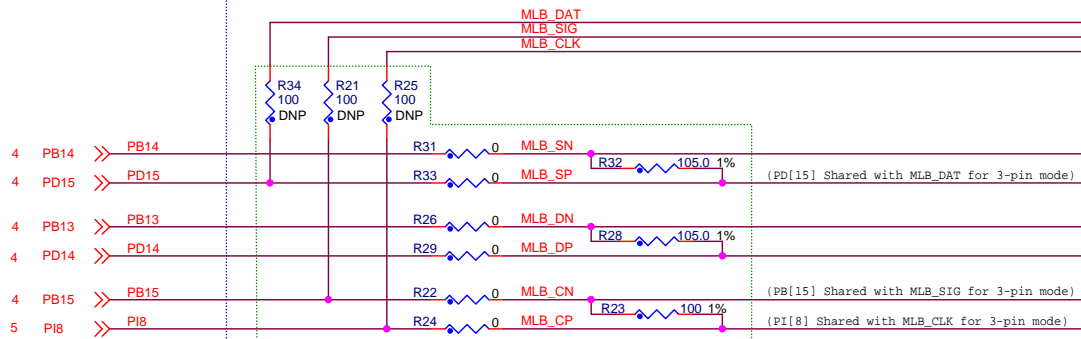 MLB_DAT
MLB_SIG
MLB_CLK
R34 R21 R25
100 100 100
DNP DNP DNP
4 PB14 PB14 R31 0 MLB_SN
R32 105.0 1%
4 PD15 PD15 R33 0 MLB_SP (PD[15] Shared with MLB_DAT for 3-pin mode)
4 PB13 PB13 R26 0 MLB_DN
R28 105.0 1%
4 PD14 PD14 R29 0 MLB_DP
4 PB15 PB15 R22 0 MLB_CN (PB[15] Shared with MLB_SIG for 3-pin mode)
R23 100 1%
5 PI8 PI8 R24 0 MLB_CP (PI[8] Shared with MLB_CLK for 3-pin mode)